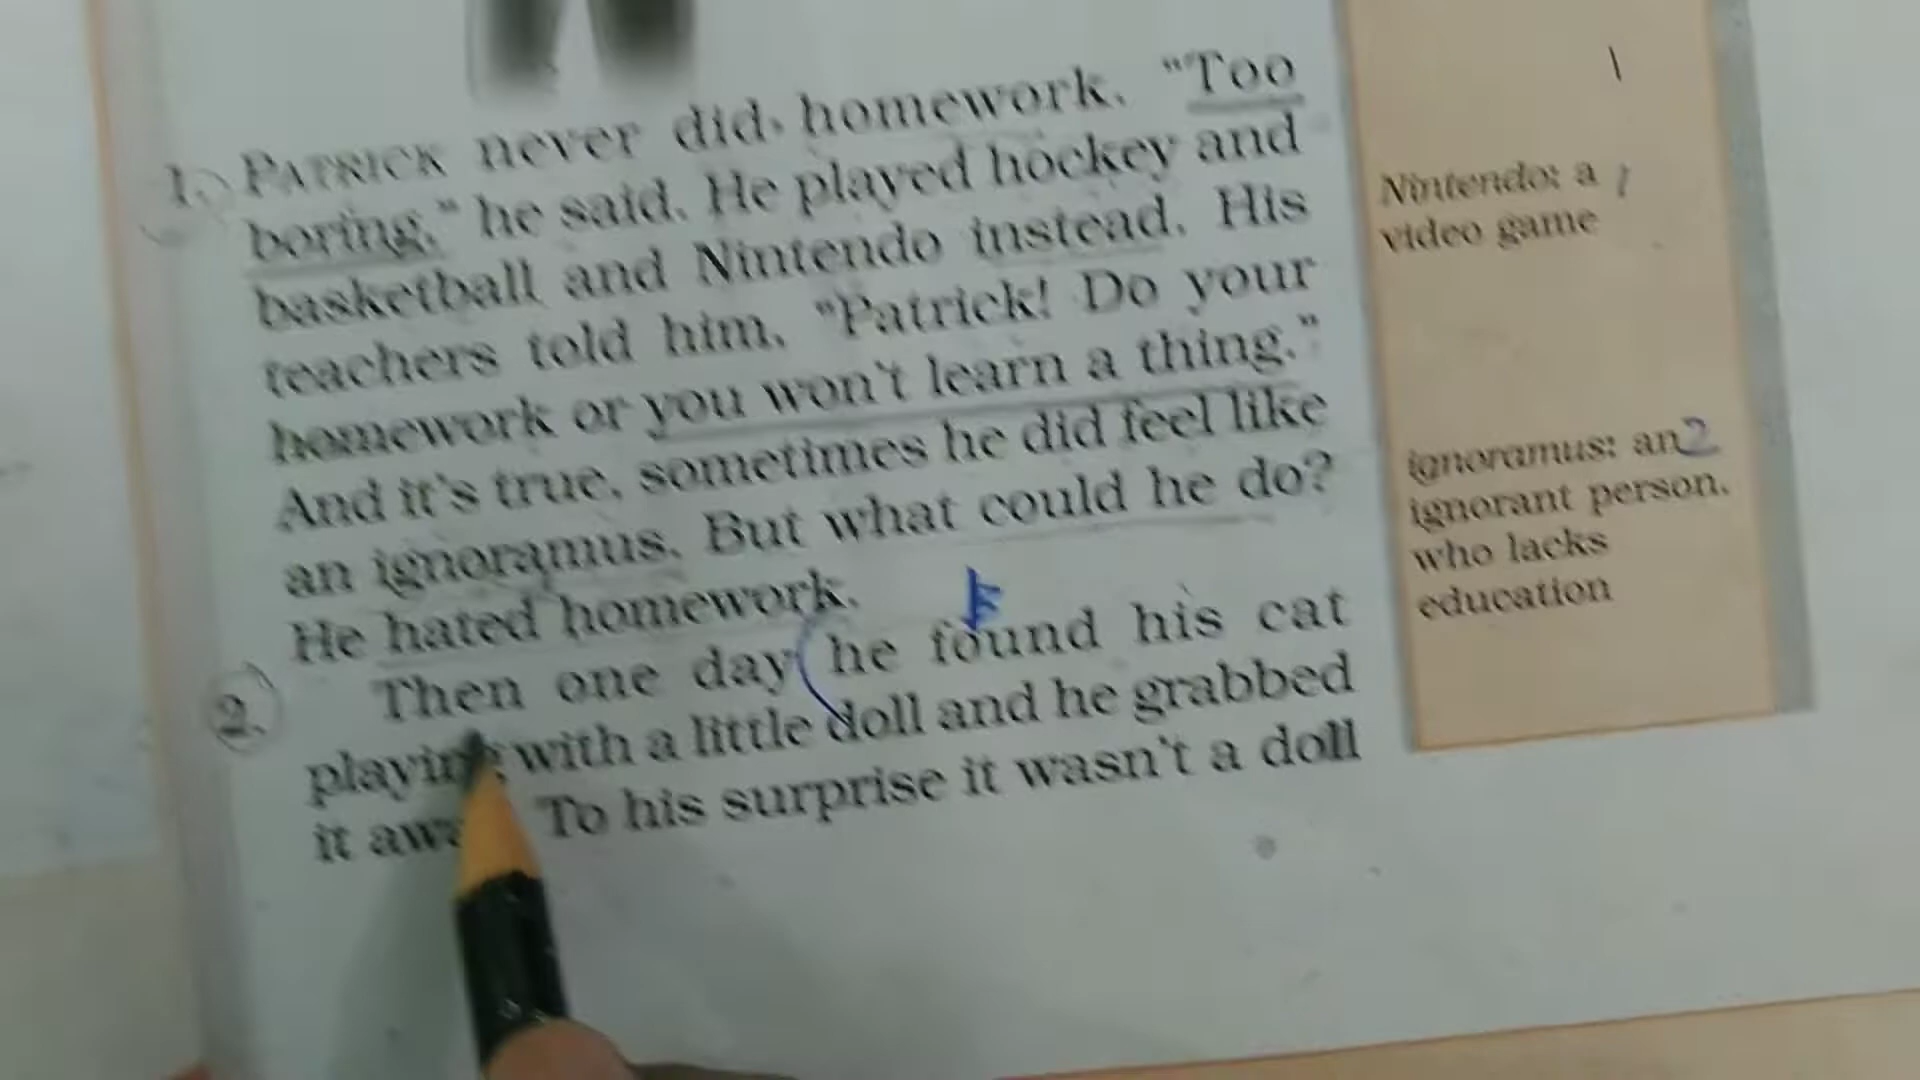 1. PATRICK never did homework. "Too
boring," he said. He played hockey and
basketball and Nintendo instead. His
teachers told him, "Patrick! Do your
homework or you won't learn a thing."
And it's true, sometimes he did feel like
an ignoramus. But what could he do?
He hated homework.
2. Then one day he found his cat
playing with a little doll and he grabbed
it To his surprise it wasn't a doll
Nintendo: a
video game
ignoramus: an 2
ignorant person,
who lacks
education